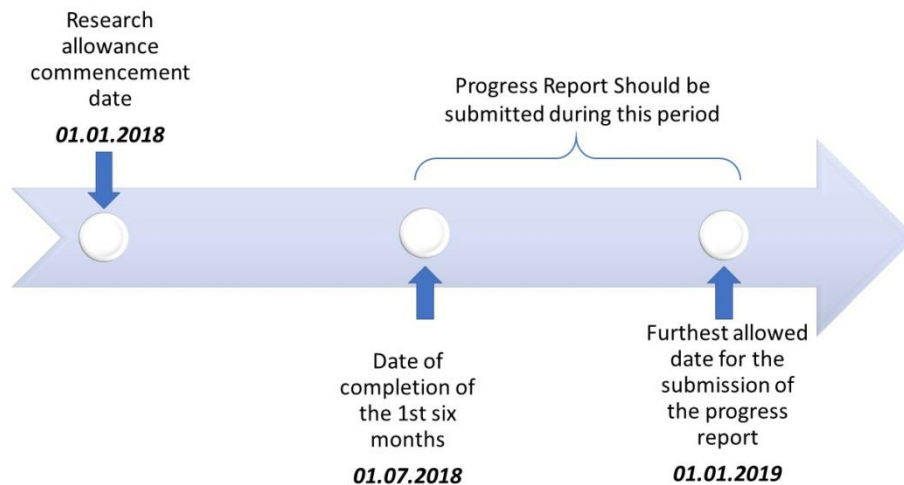 Research
allowance
commencement
date
01.01.2018
Progress Report Should be
submitted during this period
Date of
completion of
the 1st six
months
01.07.2018
Furthest allowed
date for the
submission of
the progress
report
01.01.2019